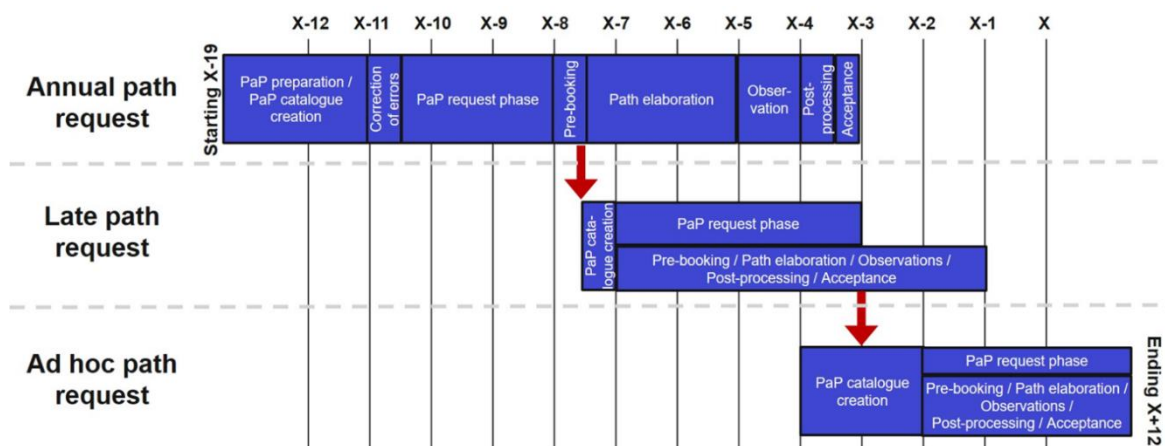 X-12 X-11 X-10 X-9 X-8 X-7 X-6 X-5 X-4 X-3 X-2 X-1 X
Annual path
request
Starting X-19
PaP preparation /
PaP catalogue
creation
Correction
of errors
PaP request phase
Pre-booking
Path elaboration
Obser-
vation
Post-
processing
Acceptance
Late path
request
PaP cata-
logue creation
PaP request phase
Pre-booking / Path elaboration / Observations /
Post-processing / Acceptance
Ad hoc path
request
PaP catalogue
creation
PaP request phase
Pre-booking / Path elaboration /
Observations /
Post-processing / Acceptance
Ending X+12